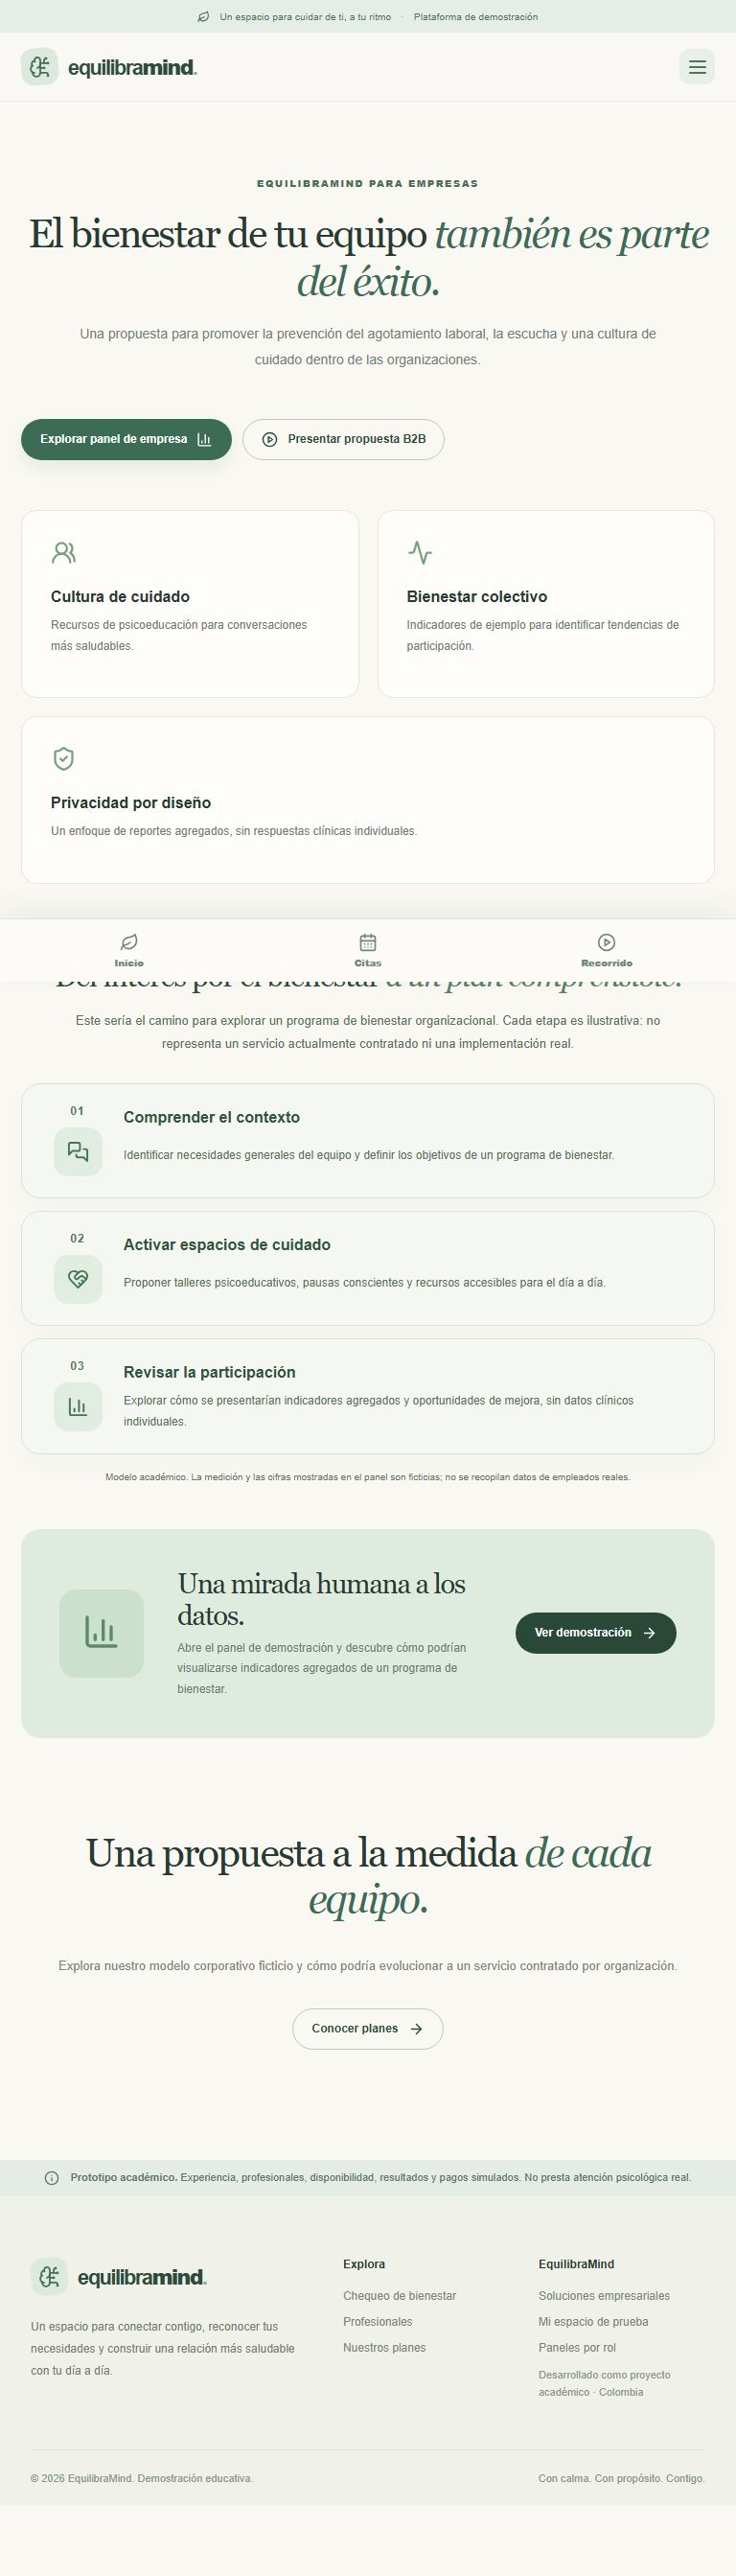 Un espacio para cuidar de ti, a tu ritmo · Plataforma de demostración
equilibramind.
EQUILIBRAMIND PARA EMPRESAS
El bienestar de tu equipo también es parte
del éxito.
Una propuesta para promover la prevención del agotamiento laboral, la escucha y una cultura de
cuidado dentro de las organizaciones.
Explorar panel de empresa
Presentar propuesta B2B
Cultura de cuidado
Recursos de psicoeducación para conversaciones
más saludables.
Bienestar colectivo
Indicadores de ejemplo para identificar tendencias de
participación.
Privacidad por diseño
Un enfoque de reportes agregados, sin respuestas clínicas individuales.
Inicio
Citas
Recorrido
Del interés por el bienestar a un plan comprensible.
Este sería el camino para explorar un programa de bienestar organizacional. Cada etapa es ilustrativa: no
representa un servicio actualmente contratado ni una implementación real.
01
Comprender el contexto
Identificar necesidades generales del equipo y definir los objetivos de un programa de bienestar.
02
Activar espacios de cuidado
Proponer talleres psicoeducativos, pausas conscientes y recursos accesibles para el día a día.
03
Revisar la participación
Explorar cómo se presentarían indicadores agregados y oportunidades de mejora, sin datos clínicos
individuales.
Modelo académico. La medición y las cifras mostradas en el panel son ficticias; no se recopilan datos de empleados reales.
Una mirada humana a los
datos.
Abre el panel de demostración y descubre cómo podrían
visualizarse indicadores agregados de un programa de
bienestar.
Ver demostración
Una propuesta a la medida de cada
equipo.
Explora nuestro modelo corporativo ficticio y cómo podría evolucionar a un servicio contratado por organización.
Conocer planes
Prototipo académico. Experiencia, profesionales, disponibilidad, resultados y pagos simulados. No presta atención psicológica real.
equilibramind.
Un espacio para conectar contigo, reconocer tus
necesidades y construir una relación más saludable
con tu día a día.
Explora
Chequeo de bienestar
Profesionales
Nuestros planes
EquilibraMind
Soluciones empresariales
Mi espacio de prueba
Paneles por rol
Desarrollado como proyecto
académico · Colombia
© 2026 EquilibraMind. Demostración educativa.
Con calma. Con propósito. Contigo.